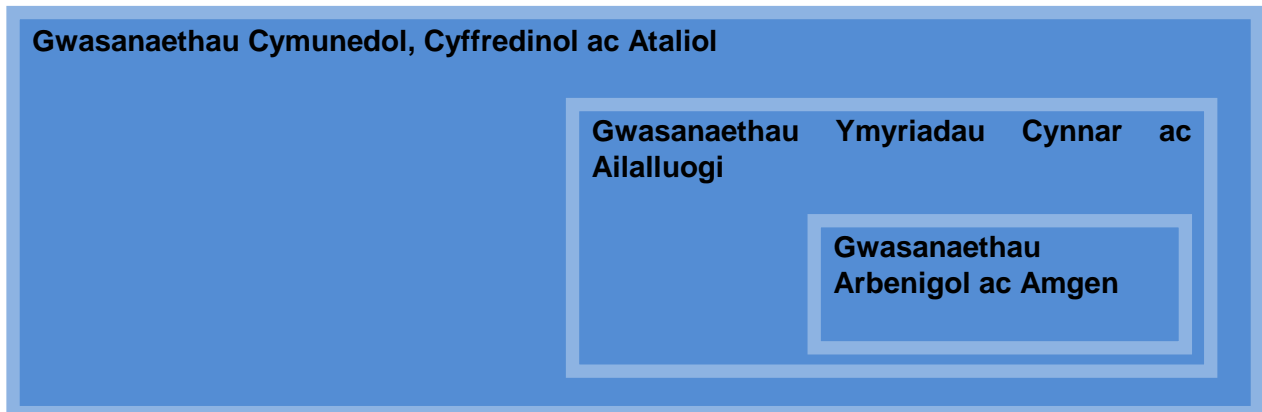 Gwasanaethau Cymunedol, Cyffredinol ac Ataliol
Gwasanaethau Ymyriadau Cynnar ac
Ailalluogi
Gwasanaethau
Arbenigol ac Amgen